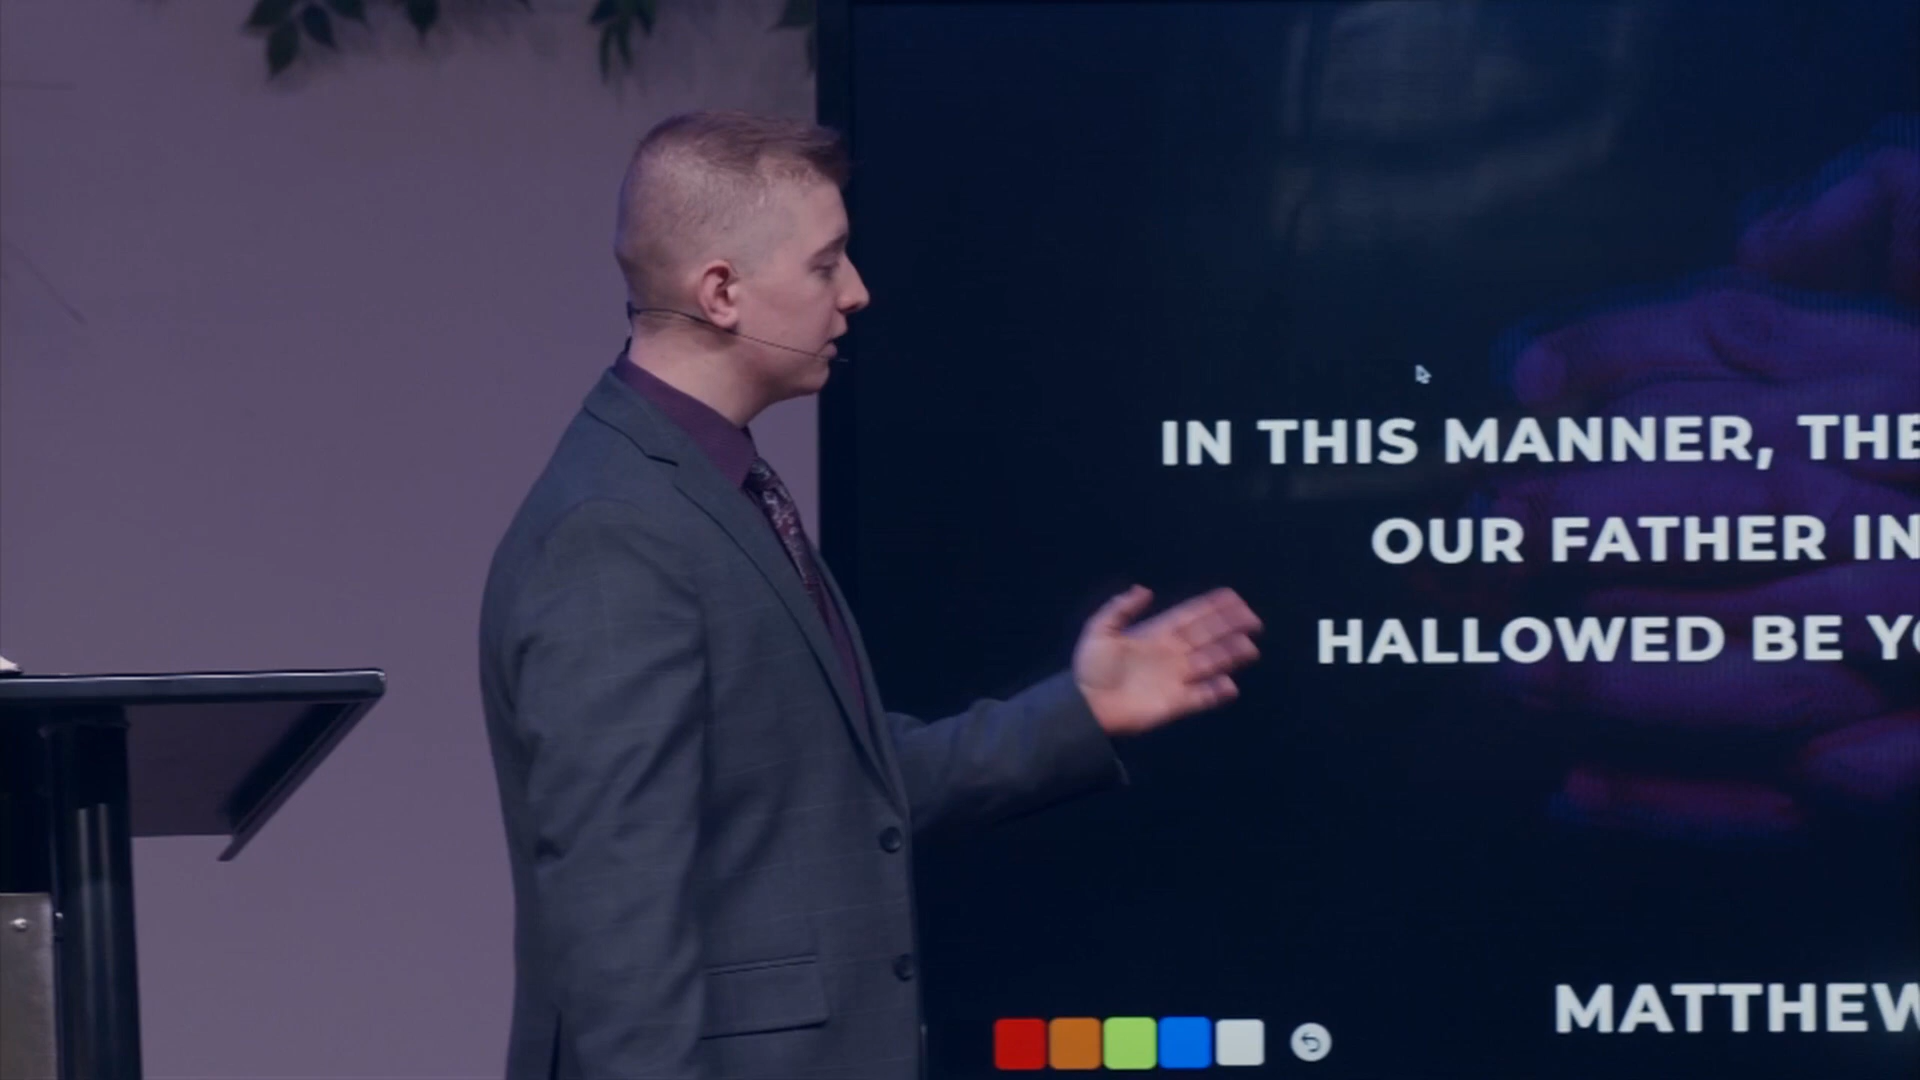 IN THIS MANNER, THE
OUR FATHER IN
HALLOWED BE YO
MATTHEW